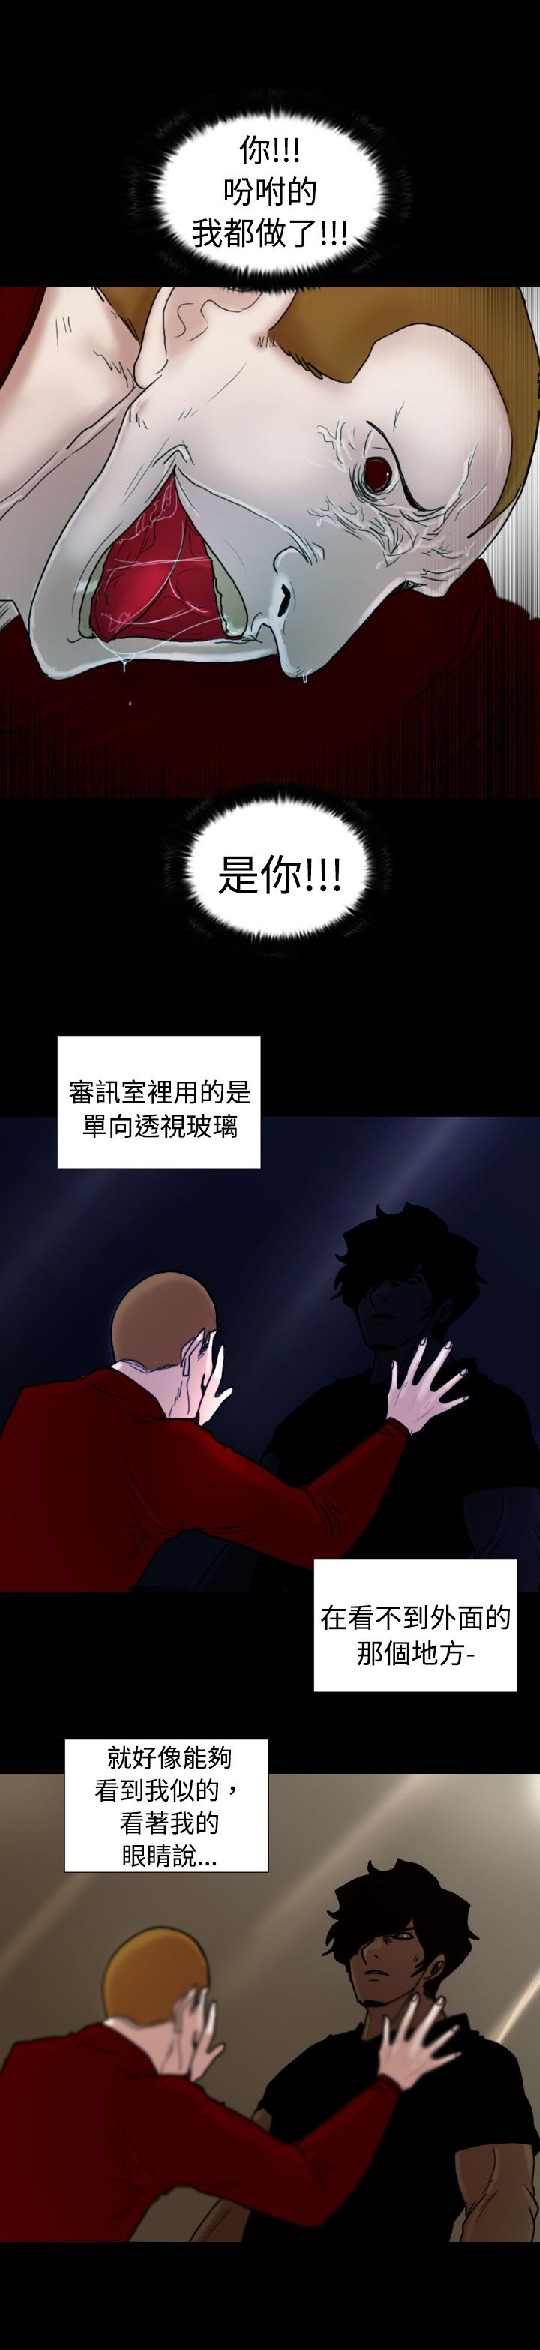 你!!!
吩咐的
我都做了!!!
是你!!!
審訊室裡用的是
單向透視玻璃
在看不到外面的
那個地方-
就好像能夠
看到我似的，
看著我的
眼睛說...